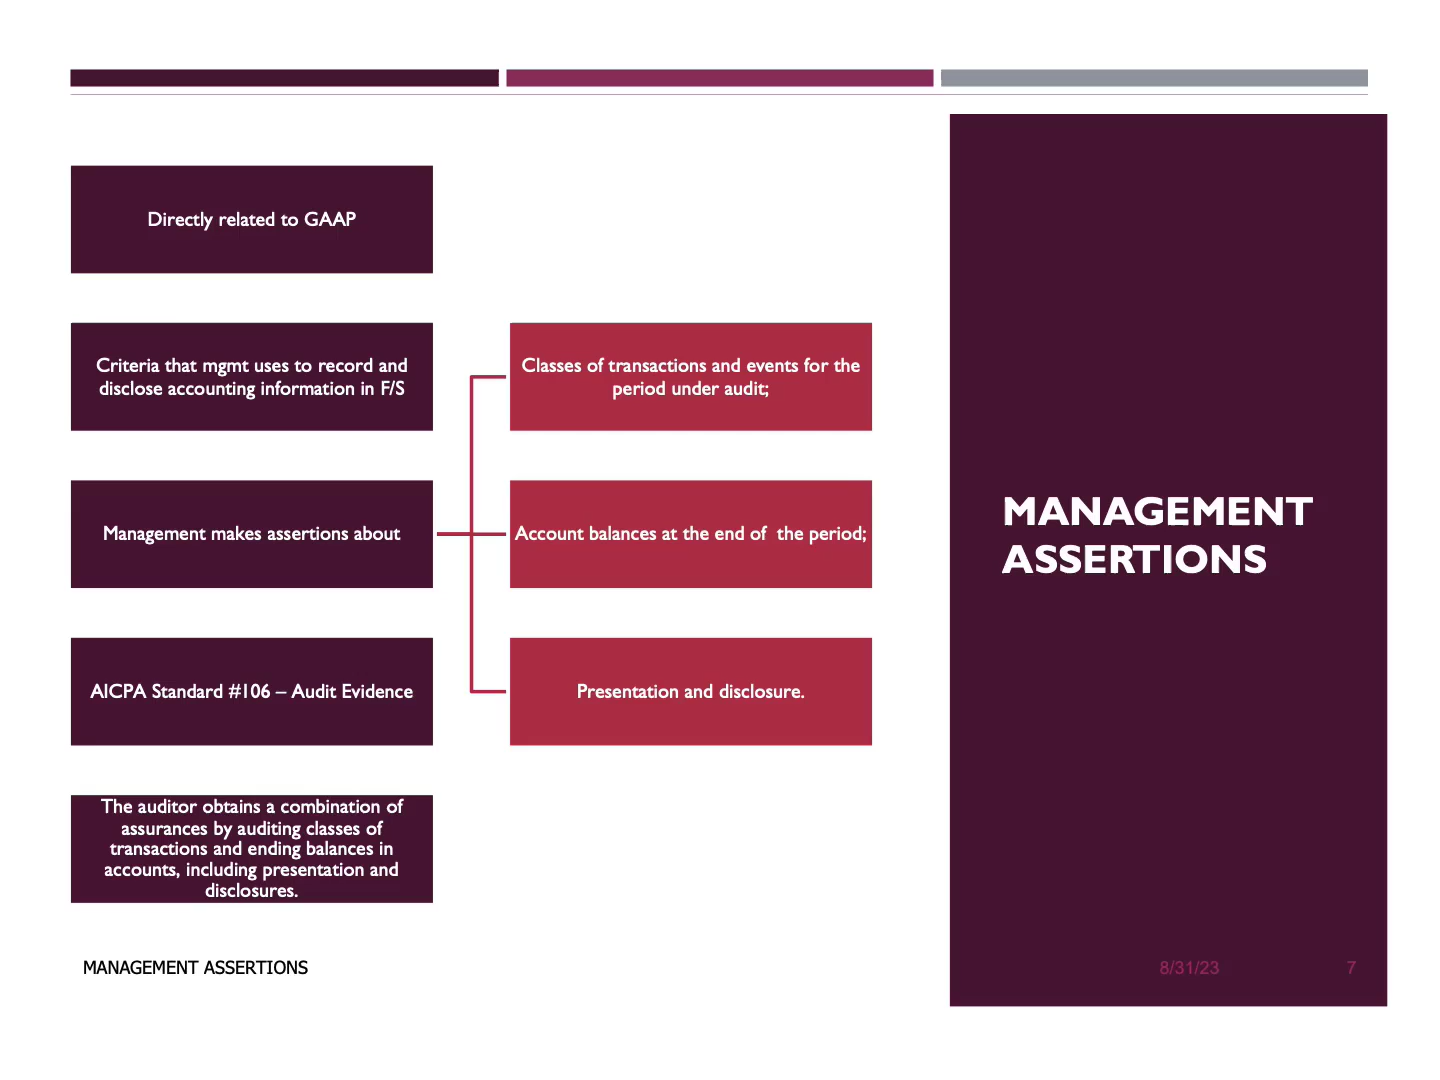 Directly related to GAAP
Criteria that mgmt uses to record and
disclose accounting information in F/S
Management makes assertions about
Classes of transactions and events for the
period under audit;
Account balances at the end of  the period;
Presentation and disclosure.
AICPA Standard #106 – Audit Evidence
The auditor obtains a combination of
assurances by auditing classes of
transactions and ending balances in
accounts, including presentation and
disclosures.
MANAGEMENT
ASSERTIONS
MANAGEMENT ASSERTIONS
8/31/23
7